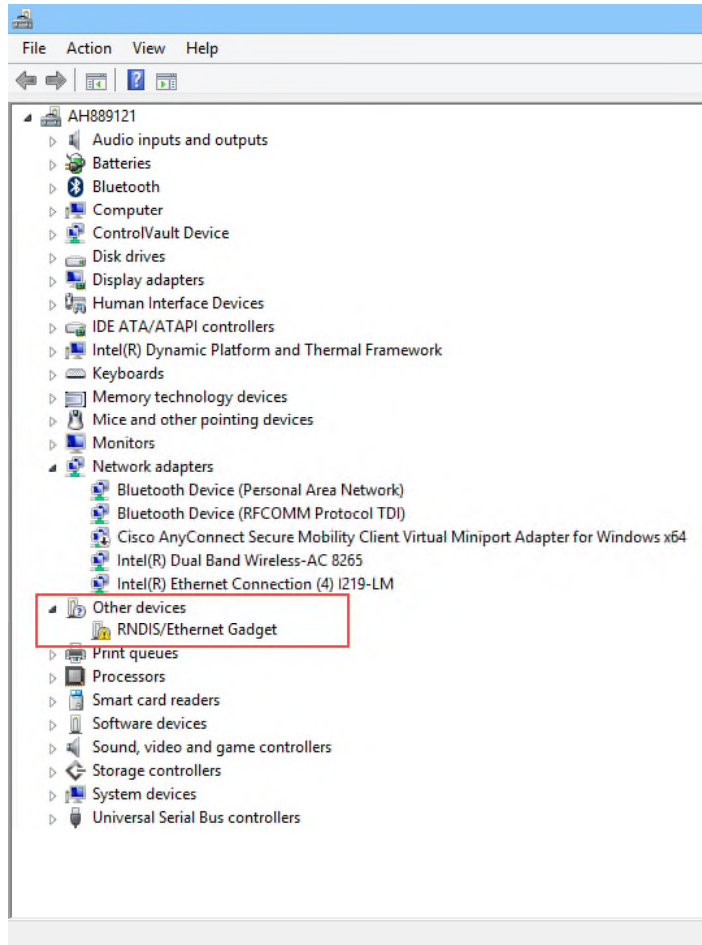 File Action View Help
AH889121
Audio inputs and outputs
Batteries
Bluetooth
Computer
ControlVault Device
Disk drives
Display adapters
Human Interface Devices
IDE ATA/ATAPI controllers
Intel(R) Dynamic Platform and Thermal Framework
Keyboards
Memory technology devices
Mice and other pointing devices
Monitors
Network adapters
Bluetooth Device (Personal Area Network)
Bluetooth Device (RFCOMM Protocol TDI)
Cisco AnyConnect Secure Mobility Client Virtual Miniport Adapter for Windows x64
Intel(R) Dual Band Wireless-AC 8265
Intel(R) Ethernet Connection (4) I219-LM
Other devices
RNDIS/Ethernet Gadget
Print queues
Processors
Smart card readers
Software devices
Sound, video and game controllers
Storage controllers
System devices
Universal Serial Bus controllers